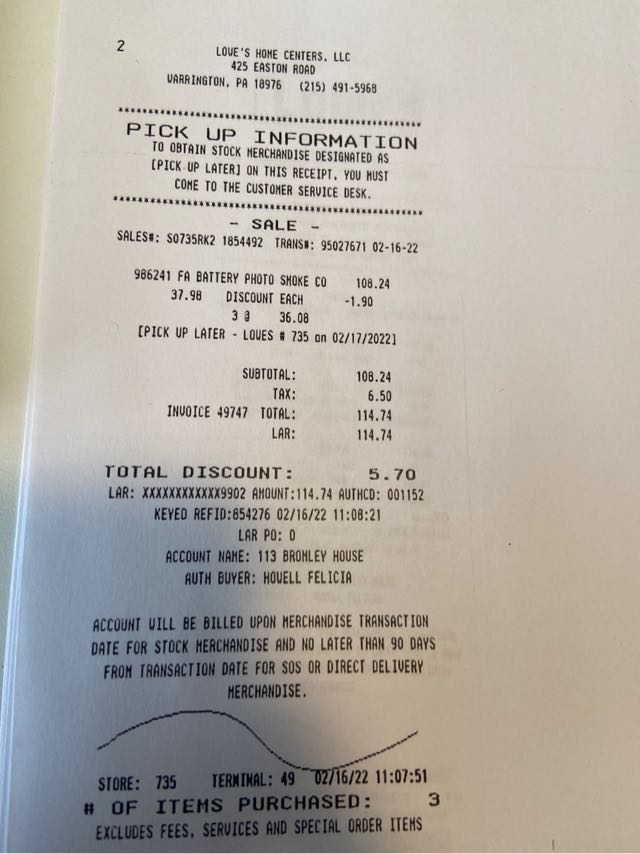 2
LOWE'S HOME CENTERS, LLC
425 EASTON ROAD
WARRINGTON, PA 18976 (215) 491-5968
****************************************************
PICK UP INFORMATION
TO OBTAIN STOCK MERCHANDISE DESIGNATED AS
[PICK UP LATER] ON THIS RECEIPT, YOU MUST
COME TO THE CUSTOMER SERVICE DESK.
****************************************************
- SALE -
SALES#: S0735RK2 1854492 TRANS#: 95027671 02-16-22
986241 FA BATTERY PHOTO SMOKE CO 108.24
37.98 DISCOUNT EACH -1.90
3 @ 36.08
[PICK UP LATER - LOWES # 735 on 02/17/2022]
SUBTOTAL: 108.24
TAX: 6.50
INVOICE 49747 TOTAL: 114.74
LAR: 114.74
TOTAL DISCOUNT: 5.70
LAR: XXXXXXXXXXXX9902 AMOUNT:114.74 AUTHCD: 001152
KEYED REFID:854276 02/16/22 11:08:21
LAR PO: 0
ACCOUNT NAME: 113 BROMLEY HOUSE
AUTH BUYER: HOWELL FELICIA
ACCOUNT WILL BE BILLED UPON MERCHANDISE TRANSACTION
DATE FOR STOCK MERCHANDISE AND NO LATER THAN 90 DAYS
FROM TRANSACTION DATE FOR SOS OR DIRECT DELIVERY
MERCHANDISE.
STORE: 735 TERMINAL: 49 02/16/22 11:07:51
# OF ITEMS PURCHASED: 3
EXCLUDES FEES, SERVICES AND SPECIAL ORDER ITEMS